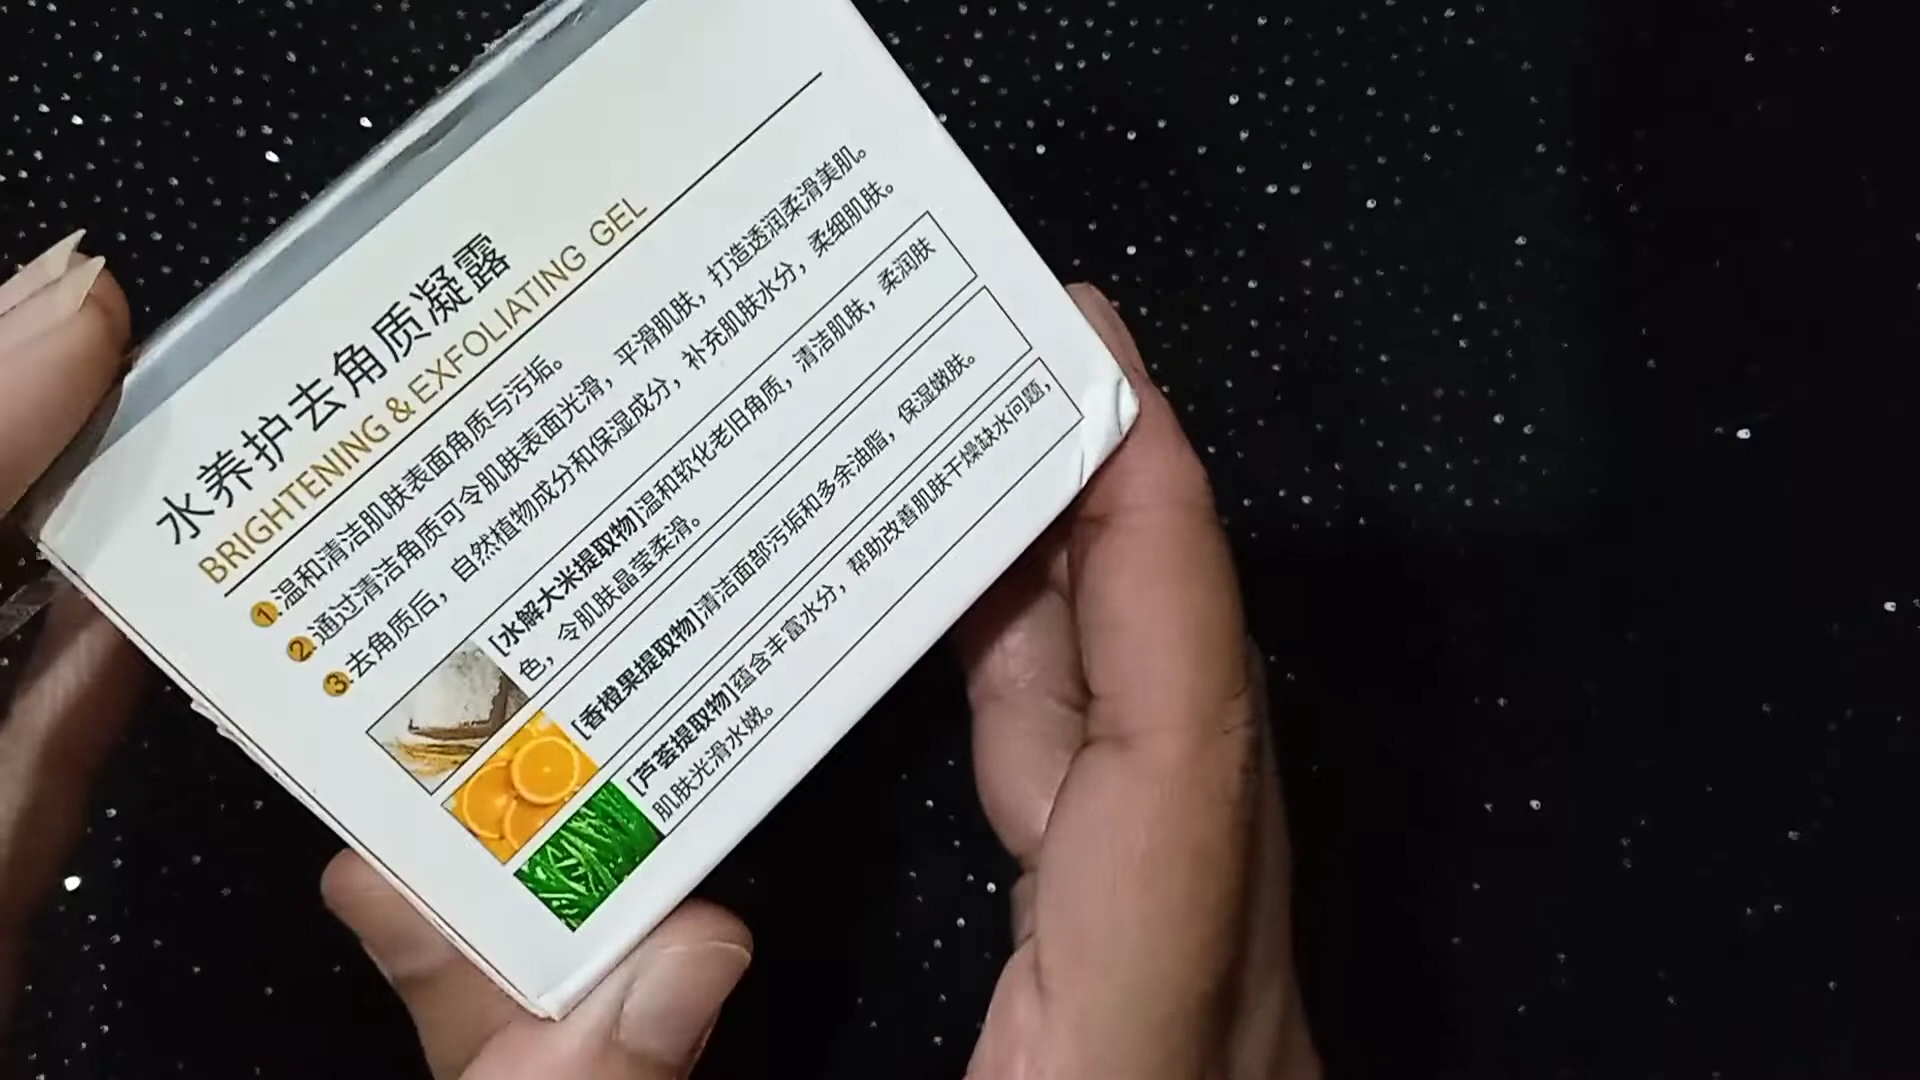 水养护去角质凝露
BRIGHTENING & EXFOLIATING GEL
1.温和清洁肌肤表面角质与污垢。
2.通过清洁角质可令肌肤表面光滑，平滑肌肤，打造透润柔滑美肌。
3.去角质后，自然植物成分和保湿成分，补充肌肤水分，柔细肌肤。
[水解大米提取物]温和软化老旧角质，清洁肌肤，柔润肤
色，令肌肤晶莹柔滑。
[香橙果提取物]清洁面部污垢和多余油脂，保湿嫩肤。
[芦荟提取物]蕴含丰富水分，帮助改善肌肤干燥缺水问题，
肌肤光滑水嫩。